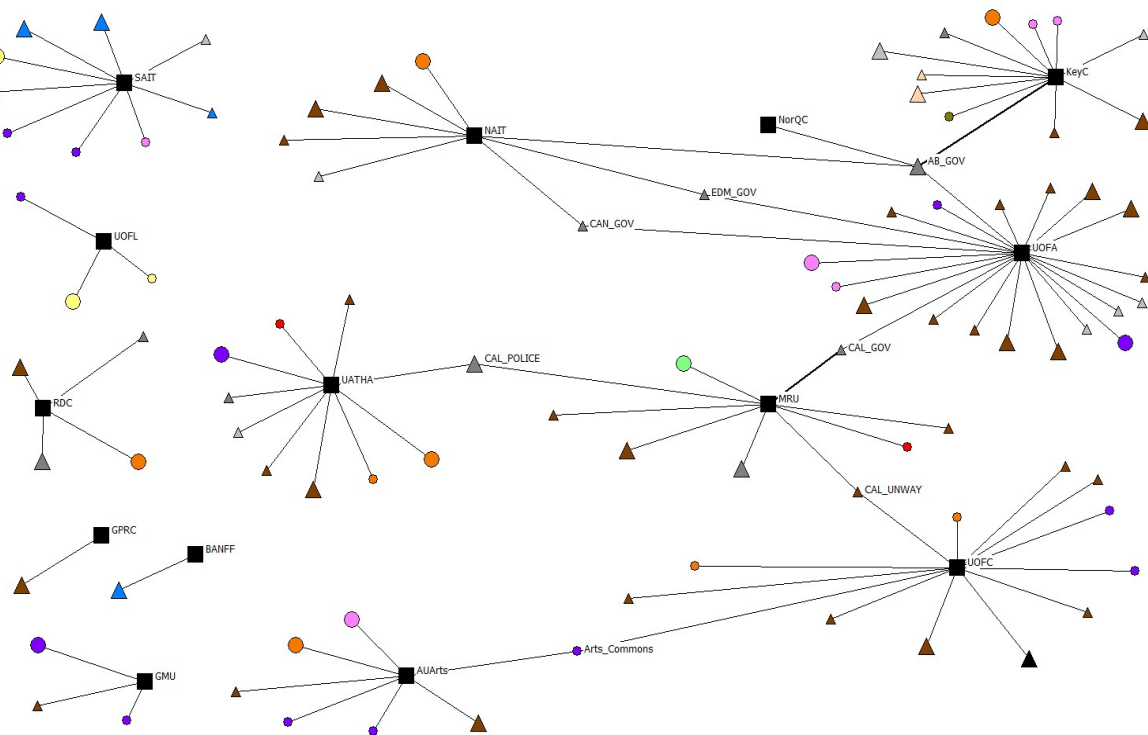 SAIT
KeyC
NorQC
NAIT
AB_GOV
EDM_GOV
CAN_GOV
UOFL
UOFA
CAL_GOV
CAL_POLICE
UATHA
MRU
RDC
CAL_UNWAY
GPRC
BANFF
UOFC
Arts_Commons
AUArts
GMU